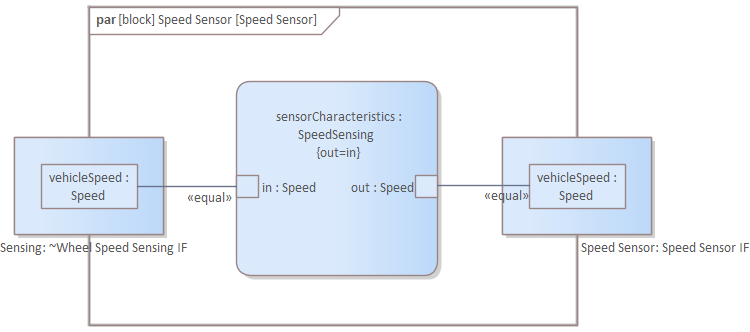 par [block] Speed Sensor [Speed Sensor]
sensorCharacteristics :
SpeedSensing
{out=in}
vehicleSpeed :
Speed
in : Speed
out : Speed
vehicleSpeed :
Speed
«equal»
«equal»
Sensing: ~Wheel Speed Sensing IF
Speed Sensor: Speed Sensor IF